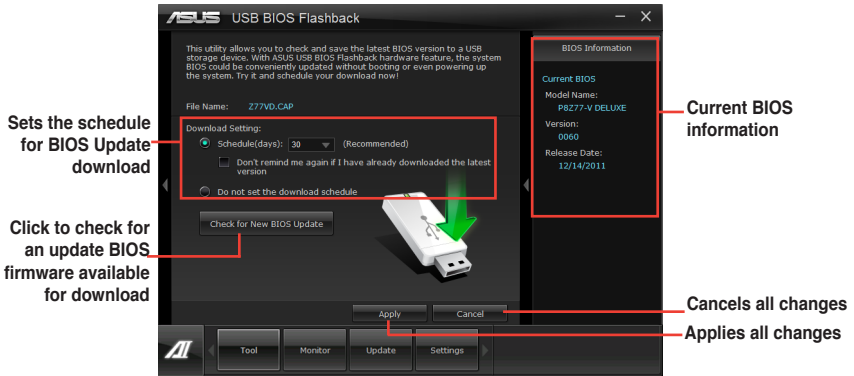 ASUS USB BIOS Flashback
This utility allows you to check and save the latest BIOS version to a USB
storage device. With ASUS USB BIOS Flashback hardware feature, the system
BIOS could be conveniently updated without booting or even powering up
the system. Try it and schedule your download now!
File Name: Z77VD.CAP
Download Setting:
Schedule(days): 30 (Recommended)
Don't remind me again if I have already downloaded the latest
version
Do not set the download schedule
Check for New BIOS Update
Apply Cancel
Tool Monitor Update Settings
BIOS Information
Current BIOS
Model Name:
P8Z77-V DELUXE
Version:
0060
Release Date:
12/14/2011
Sets the schedule
for BIOS Update
download
Click to check for
an update BIOS
firmware available
for download
Current BIOS
information
Cancels all changes
Applies all changes